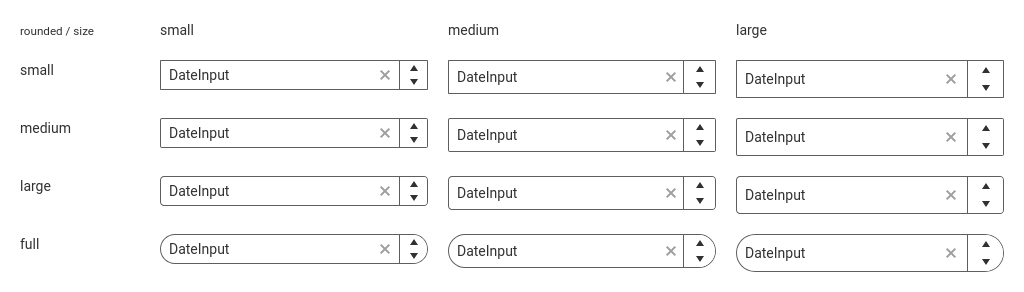 rounded / size small medium large
small DateInput DateInput DateInput
medium DateInput DateInput DateInput
large DateInput DateInput DateInput
full DateInput DateInput DateInput